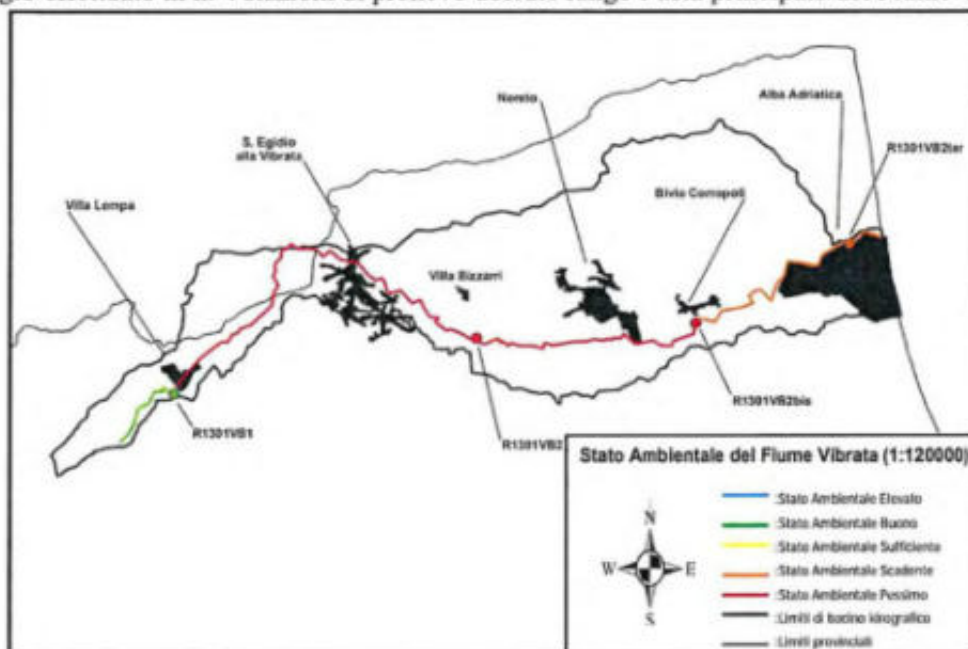 Nereto
Alba Adriatica
S. Egidio
alla Vibrata
R1301VB2ter
Bivio Corropoli
Villa Lempa
Villa Bizzarri
R1301VB2bis
R1301VB1
R1301VB2
Stato Ambientale del Fiume Vibrata (1:120000)
N
W E
S
:Stato Ambientale Elevato
:Stato Ambientale Buono
:Stato Ambientale Sufficiente
:Stato Ambientale Scadente
:Stato Ambientale Pessimo
:Limiti di bacino idrografico
:Limiti provinciali